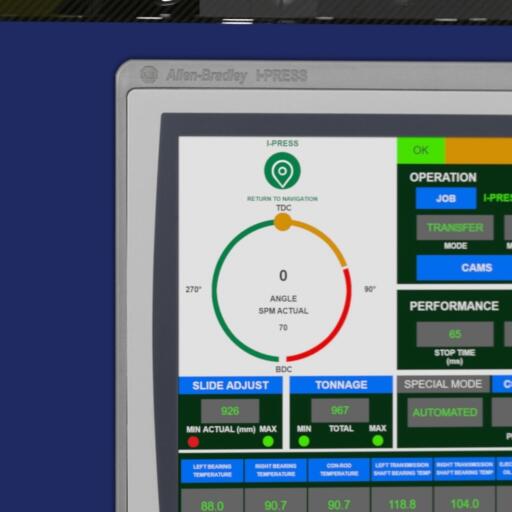 Allen-Bradley I-PRESS
I-PRESS
RETURN TO NAVIGATION
TDC
0
ANGLE
SPM ACTUAL
70
270°
90°
BDC
OK
OPERATION
JOB
TRANSFER
MODE
CAMS
PERFORMANCE
65
STOP TIME
(ms)
SLIDE ADJUST
926
MIN ACTUAL (mm) MAX
TONNAGE
967
MIN TOTAL MAX
SPECIAL MODE
AUTOMATED
LEFT BEARING
TEMPERATURE
RIGHT BEARING
TEMPERATURE
CON-ROD
TEMPERATURE
LEFT TRANSMISSION
SHAFT BEARING TEMP
RIGHT TRANSMISSION
SHAFT BEARING TEMP
88.0 90.7 90.7 118.8 104.0